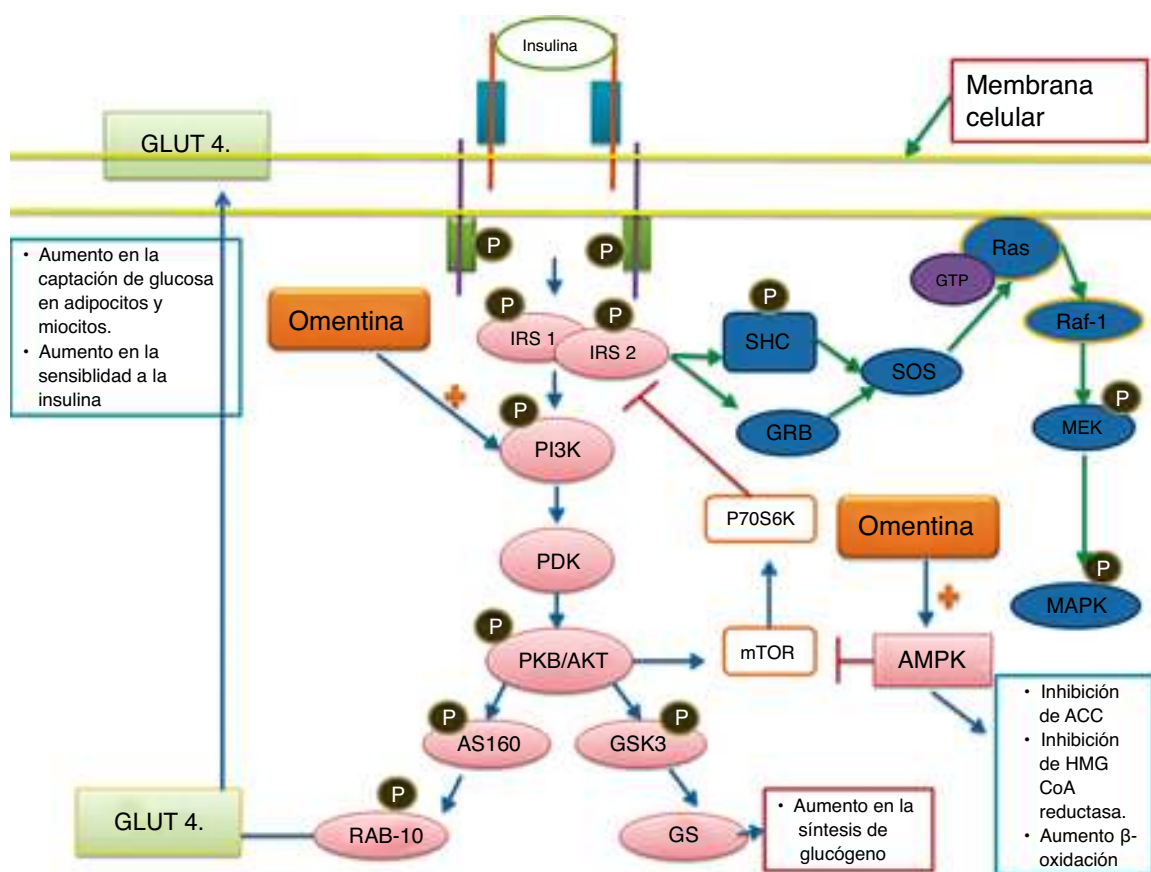 Insulina
Membrana
celular
GLUT 4.
• Aumento en la
captación de glucosa
en adipocitos y
miocitos.
• Aumento en la
sensiblidad a la
insulina
P
P
Ras
GTP
Omentina
P
IRS 1
P
IRS 2
P
SHC
Raf-1
SOS
P
PI3K
GRB
P
MEK
P70S6K
Omentina
PDK
P
MAPK
P
PKB/AKT
mTOR
AMPK
P
AS160
P
GSK3
• Inhibición
de ACC
• Inhibición
de HMG
CoA
reductasa.
• Aumento β-
oxidación
GLUT 4.
P
RAB-10
GS
• Aumento en la
síntesis de
glucógeno